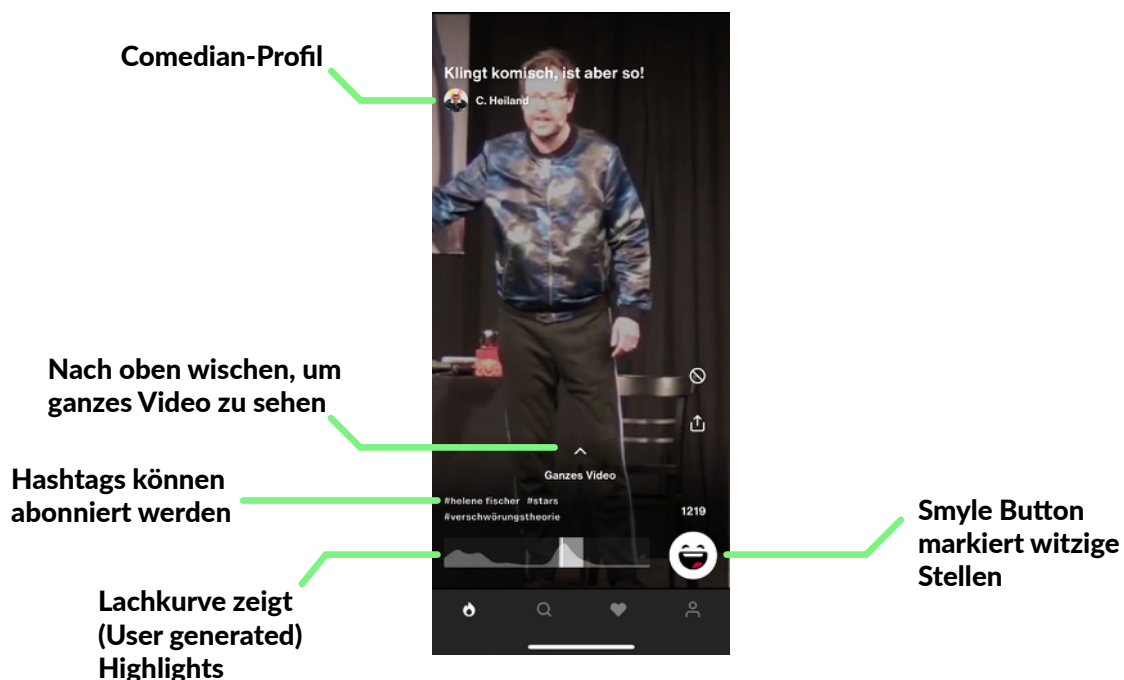 Comedian-Profil
Klingt komisch, ist aber so!
C. Heiland
Nach oben wischen, um
ganzes Video zu sehen
Ganzes Video
Hashtags können
abonniert werden
#helene fischer #stars
#verschwörungstheorie
1219
Smyle Button
markiert witzige
Stellen
Lachkurve zeigt
(User generated)
Highlights